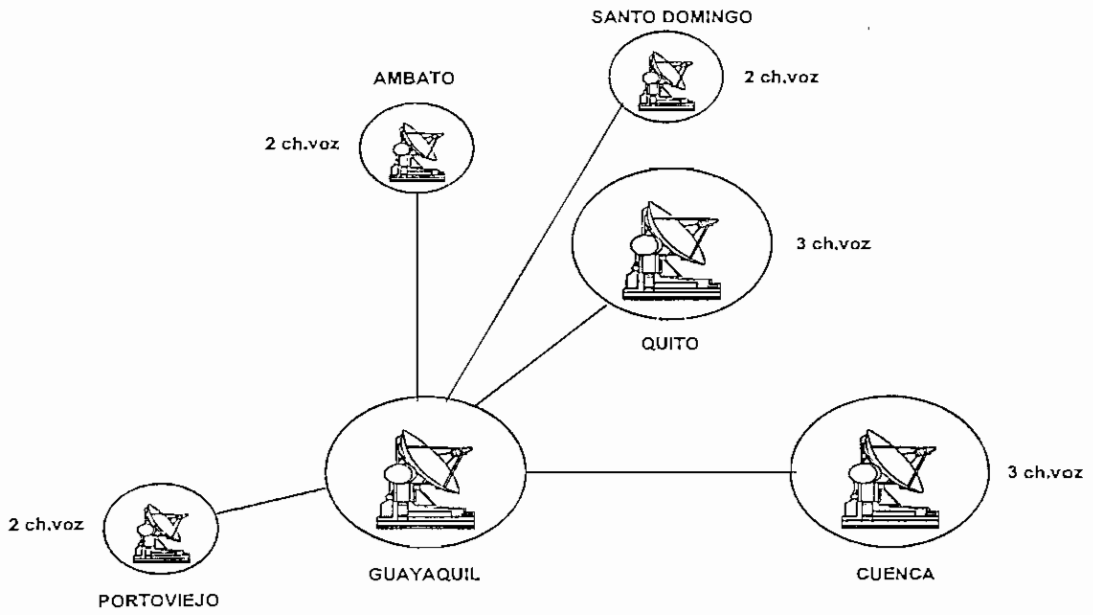 SANTO DOMINGO
2 ch.voz
AMBATO
2 ch.voz
3 ch.voz
QUITO
3 ch.voz
2 ch.voz
GUAYAQUIL
CUENCA
PORTOVIEJO